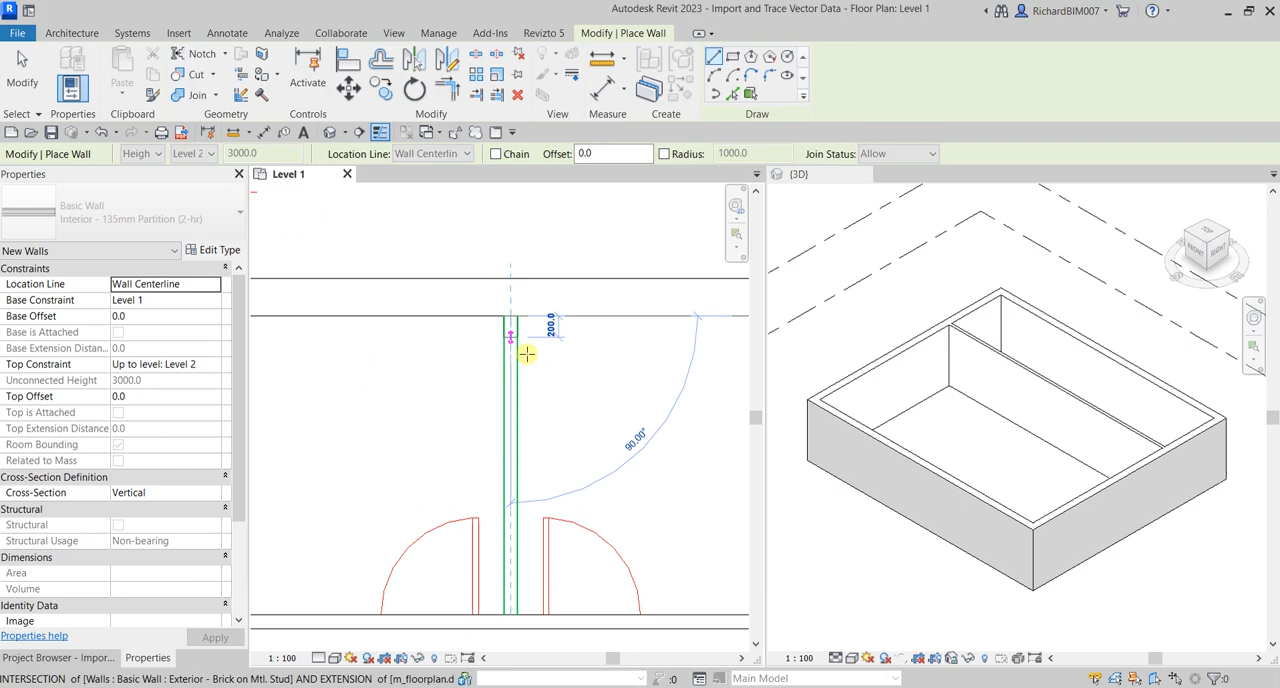 Autodesk Revit 2023 - Import and Trace Vector Data - Floor Plan: Level 1
RichardBIM007
File
Architecture
Systems
Insert
Annotate
Analyze
Collaborate
View
Manage
Add-Ins
Revizto 5
Modify | Place Wall
Modify
Paste
Notch
Cut
Join
Activate
Select
Properties
Clipboard
Geometry
Modify
View
Measure
Create
Draw
Modify | Place Wall
Heigh
Level 2
3000.0
Location Line:
Wall Centerlin
Chain
Offset:
0.0
Radius:
1000.0
Join Status:
Allow
Properties
Basic Wall
Interior - 135mm Partition (2-hr)
New Walls
Edit Type
Constraints
Location Line Wall Centerline
Base Constraint Level 1
Base Offset 0.0
Base is Attached
Base Extension Distan... 0.0
Top Constraint Up to level: Level 2
Unconnected Height 3000.0
Top Offset 0.0
Top is Attached
Top Extension Distance 0.0
Room Bounding
Related to Mass
Cross-Section Definition
Cross-Section Vertical
Structural
Structural
Structural Usage Non-bearing
Dimensions
Area
Volume
Identity Data
Image
Properties help
Apply
Project Browser - Impor...
Properties
Level 1
200.0
90.00°
1 : 100
{3D}
TOP
FRONT
RIGHT
1 : 100
INTERSECTION of [Walls : Basic Wall : Exterior - Brick on Mtl. Stud] AND EXTENSION of [m_floorplan.d
:0
Main Model
:0